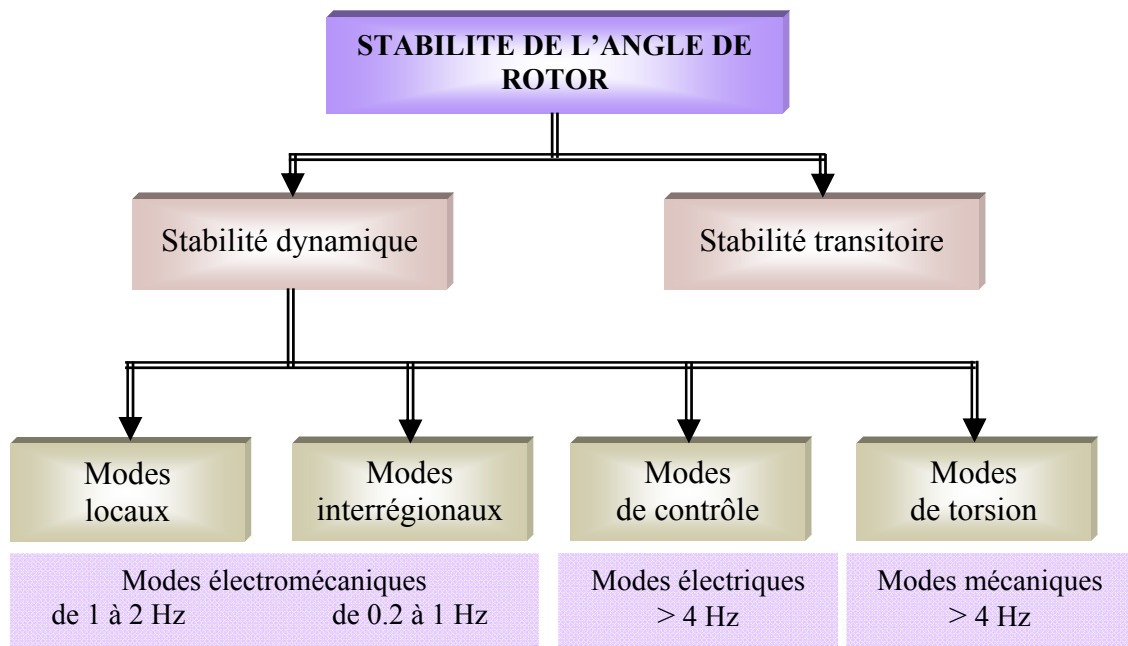 STABILITE DE L’ANGLE DE
ROTOR
Stabilité dynamique
Stabilité transitoire
Modes
locaux
Modes
interrégionaux
Modes
de contrôle
Modes
de torsion
Modes électromécaniques
de 1 à 2 Hz
de 0.2 à 1 Hz
Modes électriques
> 4 Hz
Modes mécaniques
> 4 Hz